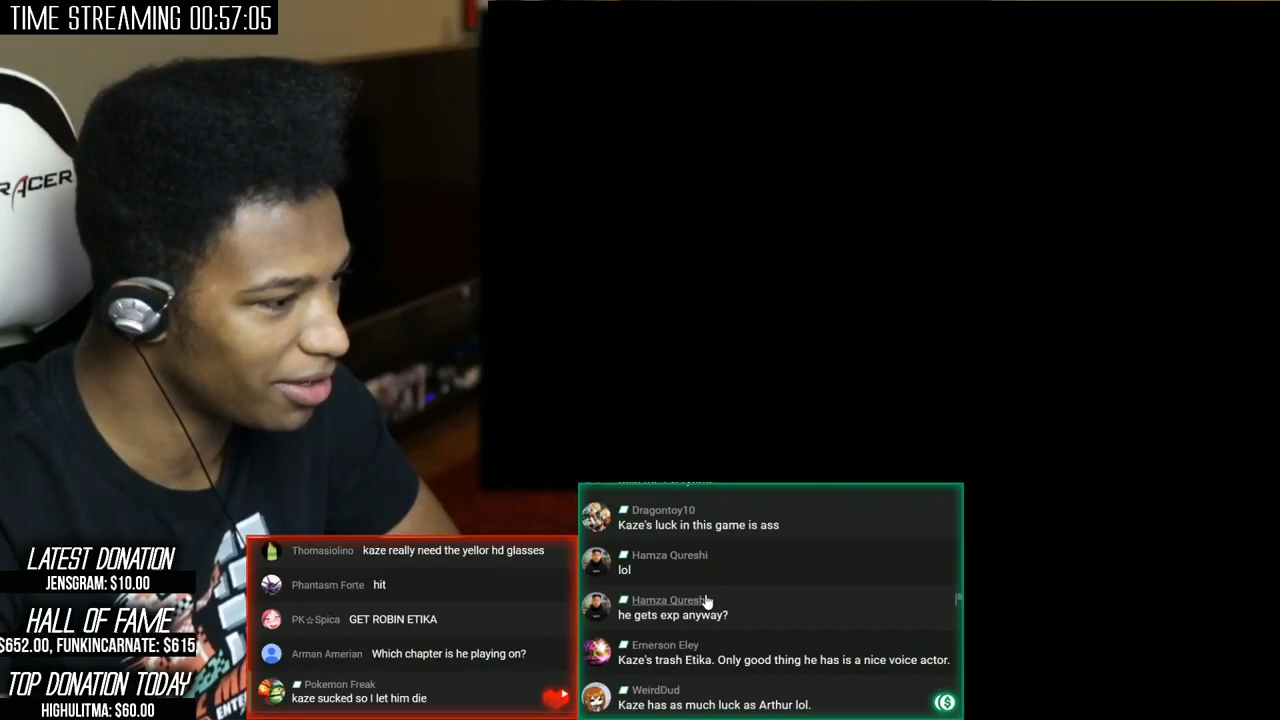 TIME STREAMING 00:57:05
RACER
LATEST DONATION
JENSGRAM: $10.00
HALL OF FAME
$652.00, FUNKINCARNATE: $615
TOP DONATION TODAY
HIGHULITMA: $60.00
Thomasiolino kaze really need the yellor hd glasses
Phantasm Forte hit
PK☆Spica GET ROBIN ETIKA
Arman Amerian Which chapter is he playing on?
Pokemon Freak
kaze sucked so I let him die
Dragontoy10
Kaze's luck in this game is ass
Hamza Qureshi
lol
Hamza Qureshi
he gets exp anyway?
Emerson Eley
Kaze's trash Etika. Only good thing he has is a nice voice actor.
WeirdDud
Kaze has as much luck as Arthur lol.